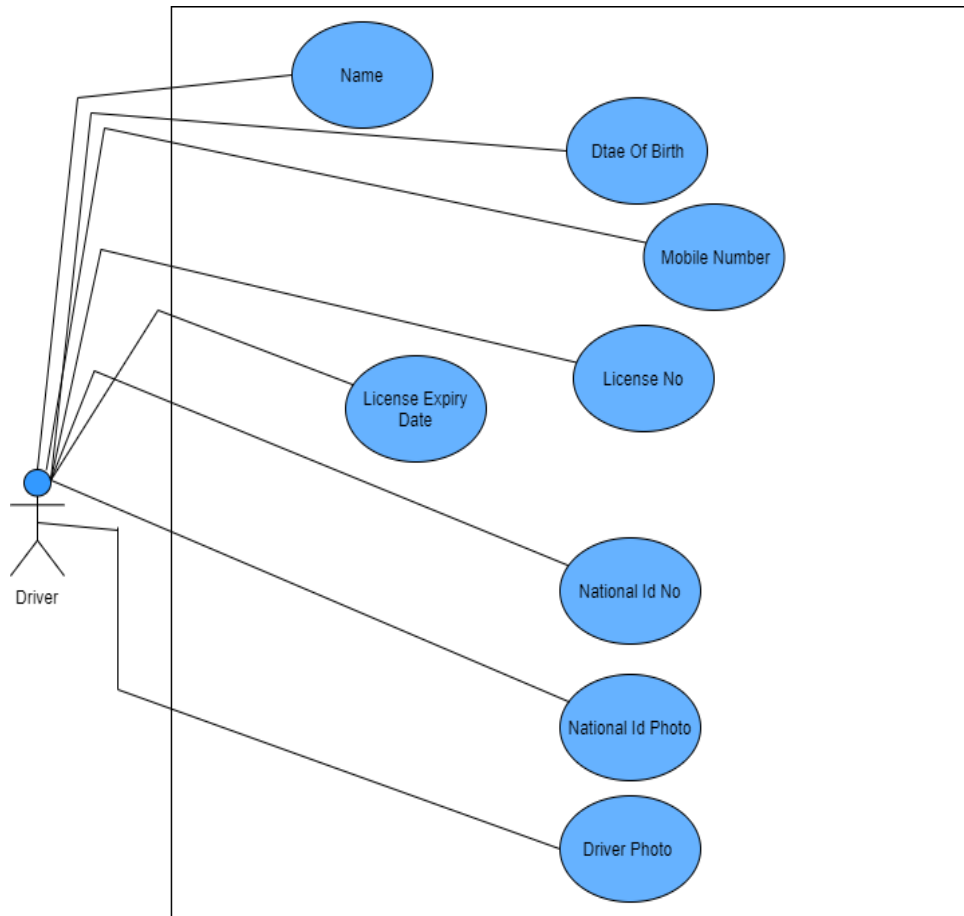 Name
Dtae Of Birth
Mobile Number
License No
License Expiry
Date
National Id No
Driver
National Id Photo
Driver Photo